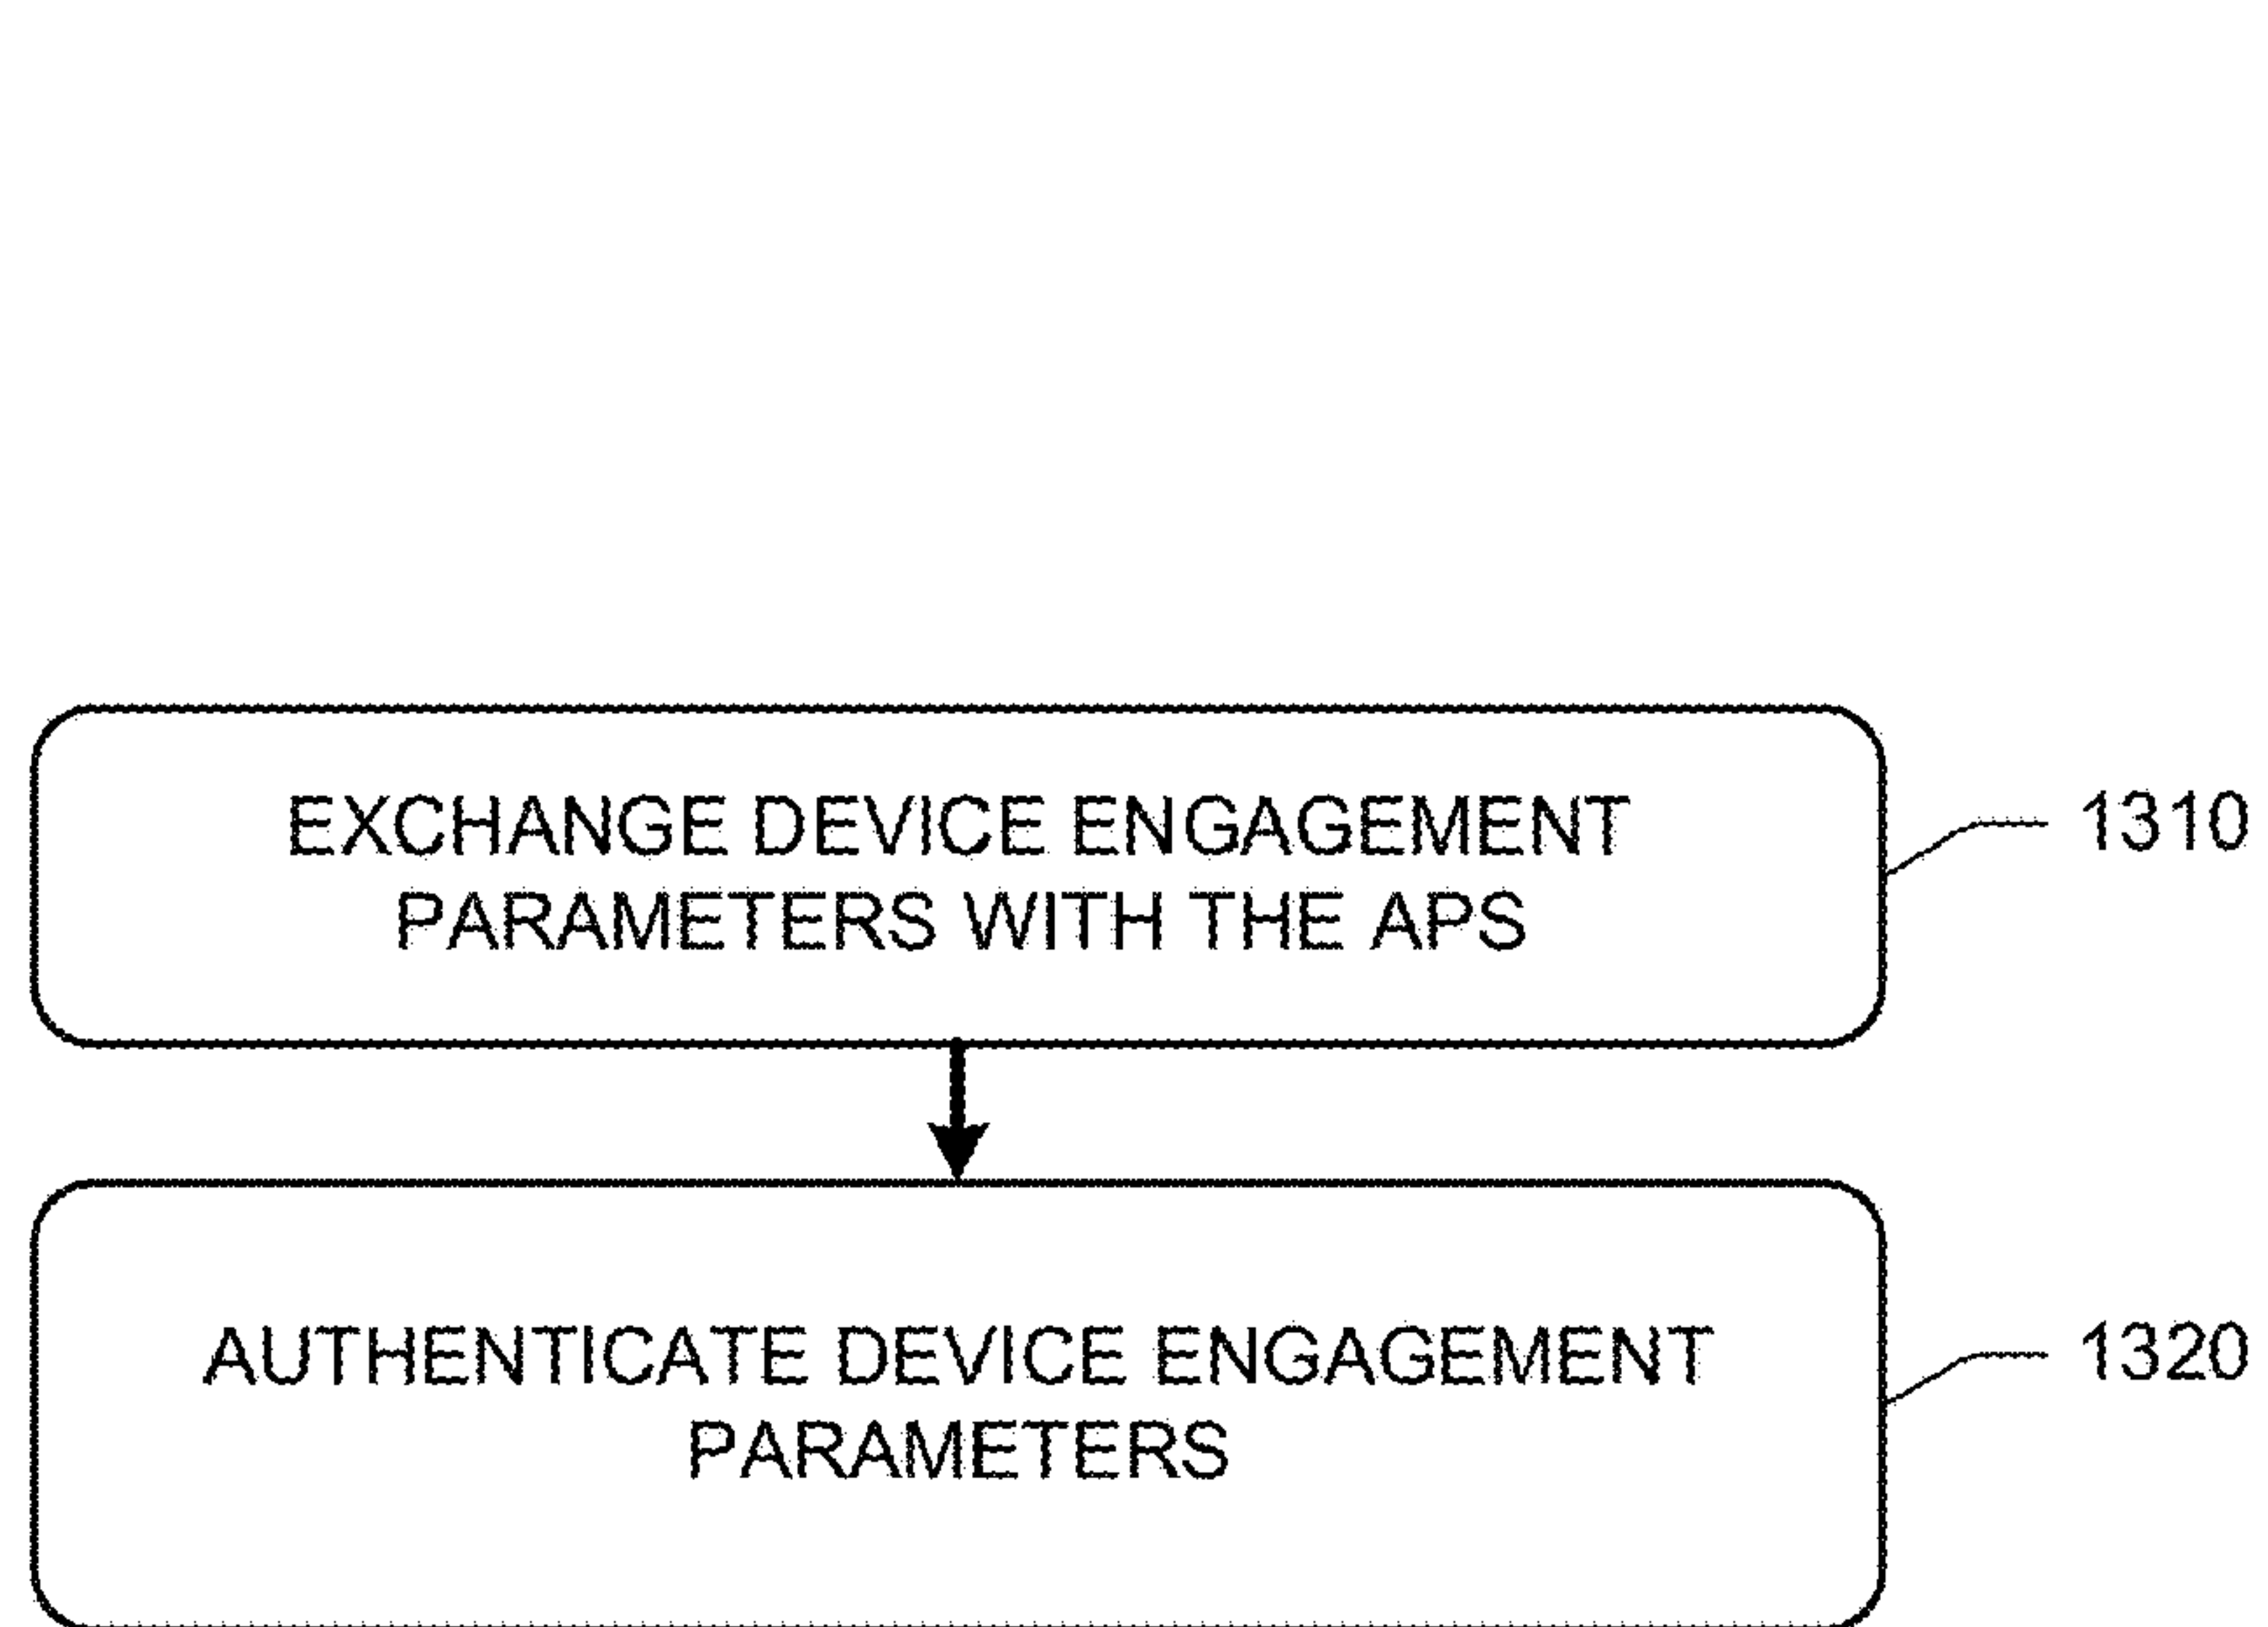 EXCHANGE DEVICE ENGAGEMENT
PARAMETERS WITH THE APS
1310
AUTHENTICATE DEVICE ENGAGEMENT
PARAMETERS
1320